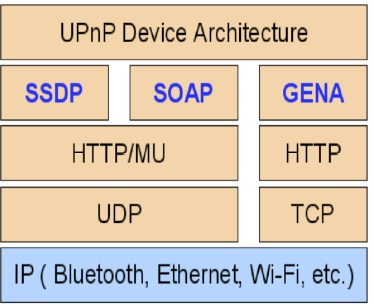 UPnP Device Architecture
SSDP SOAP GENA
HTTP/MU HTTP
UDP TCP
IP ( Bluetooth, Ethernet, Wi-Fi, etc.)